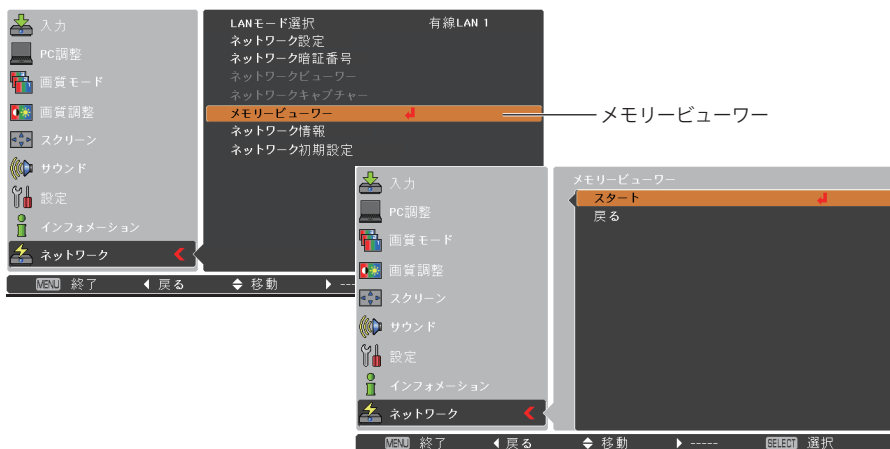 入力
PC調整
画質モード
画質調整
スクリーン
サウンド
設定
インフォメーション
ネットワーク
LANモード選択 有線LAN 1
ネットワーク設定
ネットワーク暗証番号
ネットワークビューワー
ネットワークキャプチャー
メモリービューワー
ネットワーク情報
ネットワーク初期設定
MENU 終了 戻る 移動 ---
メモリービューワー
入力
PC調整
画質モード
画質調整
スクリーン
サウンド
設定
インフォメーション
ネットワーク
メモリービューワー
スタート
戻る
MENU 終了 戻る 移動 ----- SELECT 選択